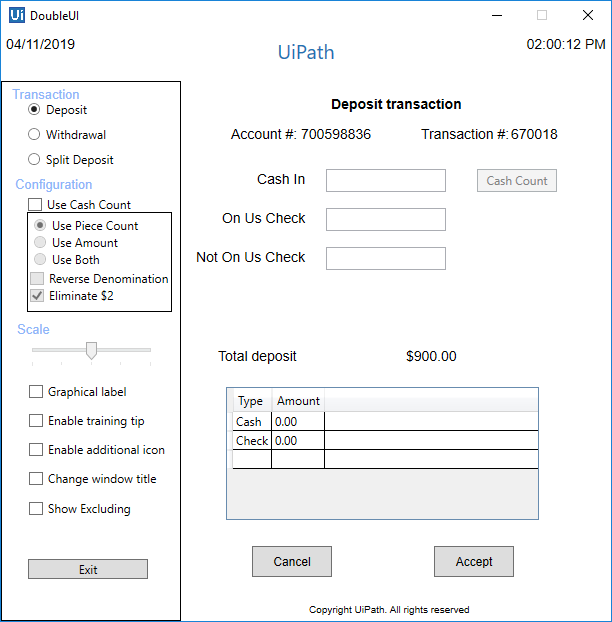 Ui DoubleUI
04/11/2019
UiPath
02:00:12 PM
Transaction
Deposit
Withdrawal
Split Deposit
Configuration
Use Cash Count
Use Piece Count
Use Amount
Use Both
Reverse Denomination
Eliminate $2
Scale
Graphical label
Enable training tip
Enable additional icon
Change window title
Show Excluding
Exit
Deposit transaction
Account #: 700598836 Transaction #: 670018
Cash In Cash Count
On Us Check
Not On Us Check
Total deposit $900.00
Type Amount
Cash 0.00
Check 0.00
Cancel Accept
Copyright UiPath. All rights reserved